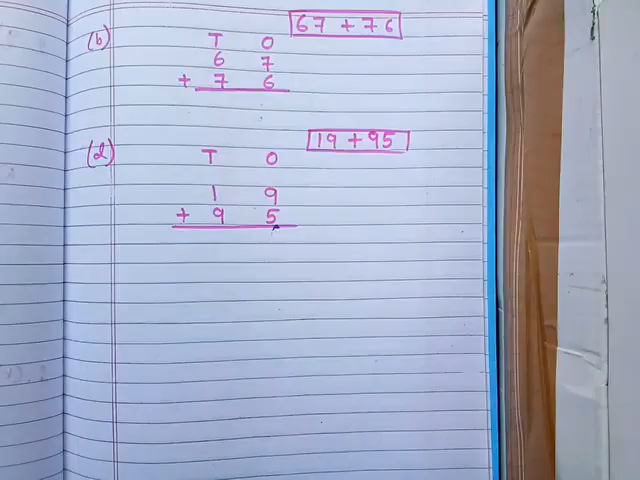 (b) 67 + 76
T O
6 7
+ 7 6
(d) 19 + 95
T O
1 9
+ 9 5